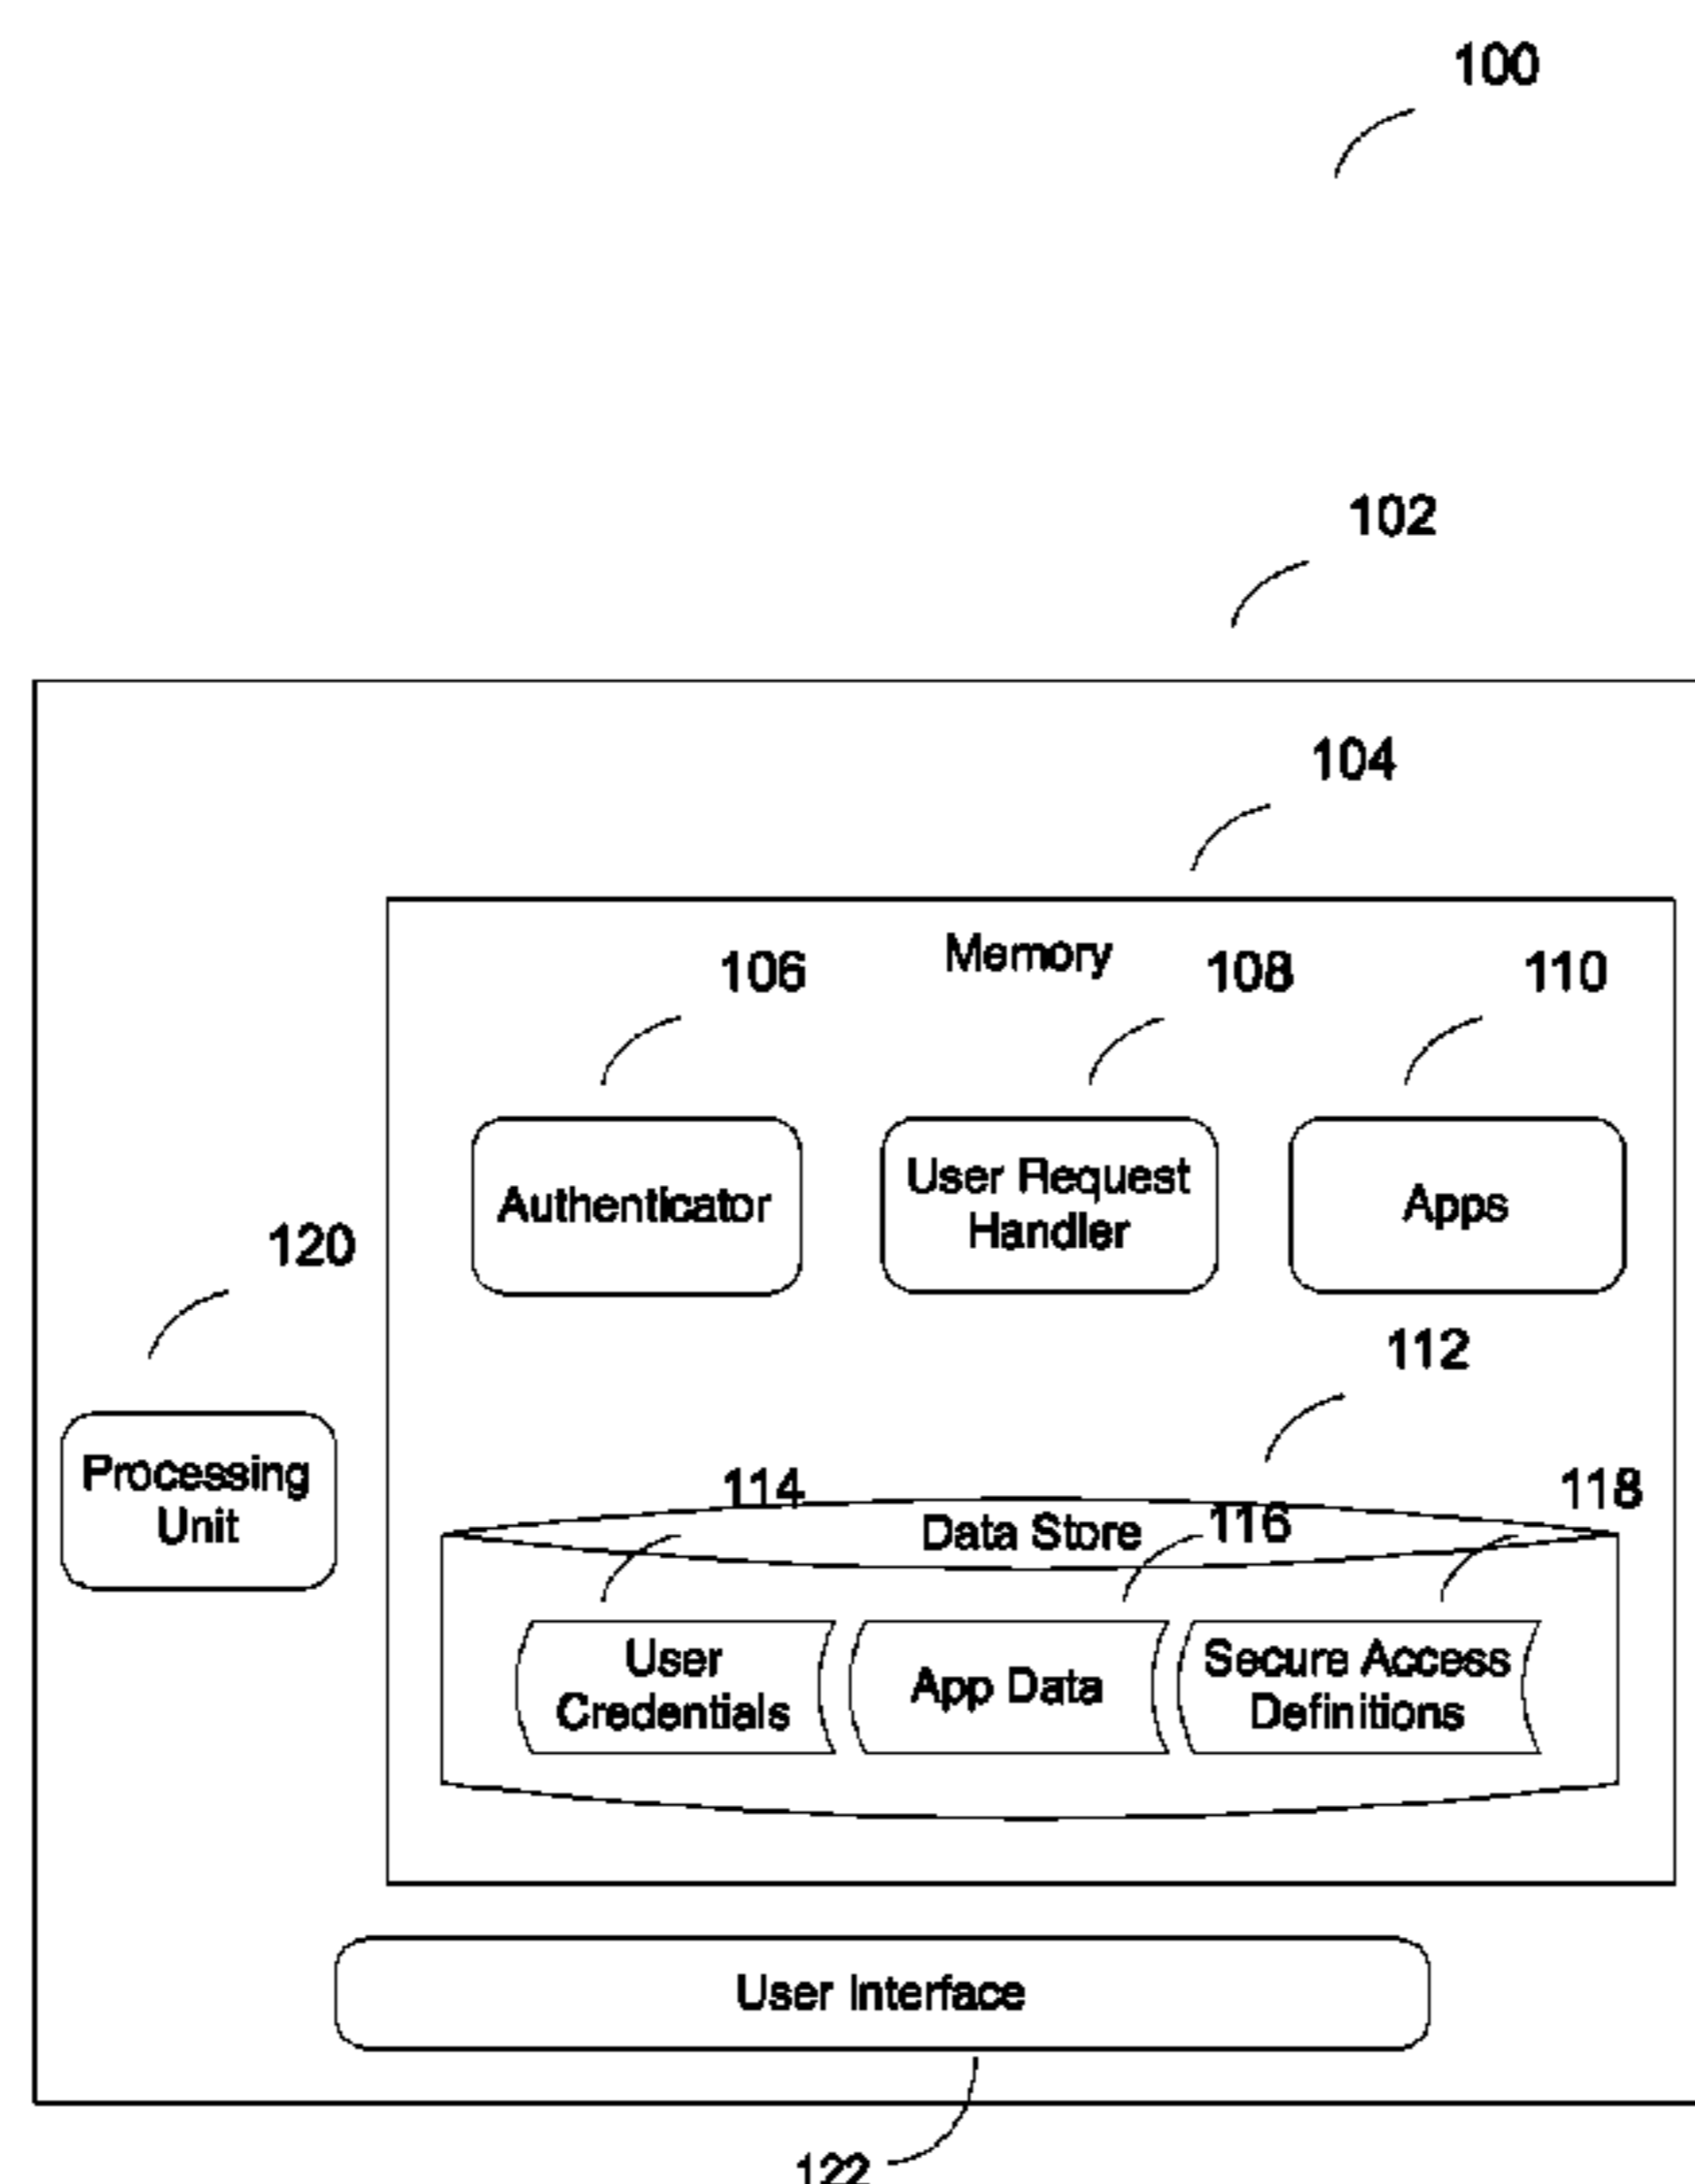 100
102
104
Memory
106
108
110
Authenticator
User Request
Handler
Apps
120
112
Processing
Unit
114
116
118
Data Store
User
Credentials
App Data
Secure Access
Definitions
User Interface
122